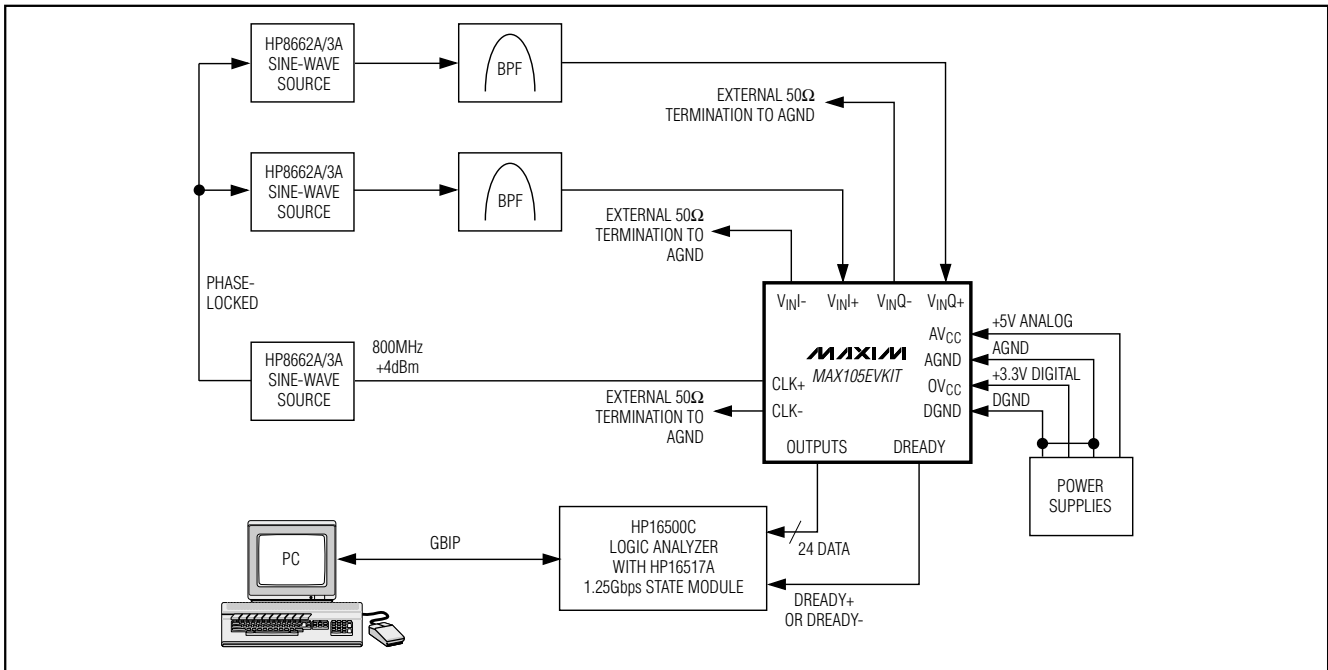 HP8662A/3A
SINE-WAVE
SOURCE
BPF
EXTERNAL 50Ω
TERMINATION TO AGND
HP8662A/3A
SINE-WAVE
SOURCE
BPF
EXTERNAL 50Ω
TERMINATION TO
AGND
PHASE-
LOCKED
VINI-
VINI+
VINQ-
VINQ+
+5V ANALOG
AVCC
MAXIM
AGND
AGND
MAX105EVKIT
+3.3V DIGITAL
OVCC
DGND
DGND
HP8662A/3A
SINE-WAVE
SOURCE
800MHz
+4dBm
CLK+
EXTERNAL 50Ω
TERMINATION TO
AGND
CLK-
OUTPUTS
DREADY
POWER
SUPPLIES
PC
GBIP
HP16500C
LOGIC ANALYZER
WITH HP16517A
1.25Gbps STATE MODULE
24 DATA
DREADY+
OR DREADY-